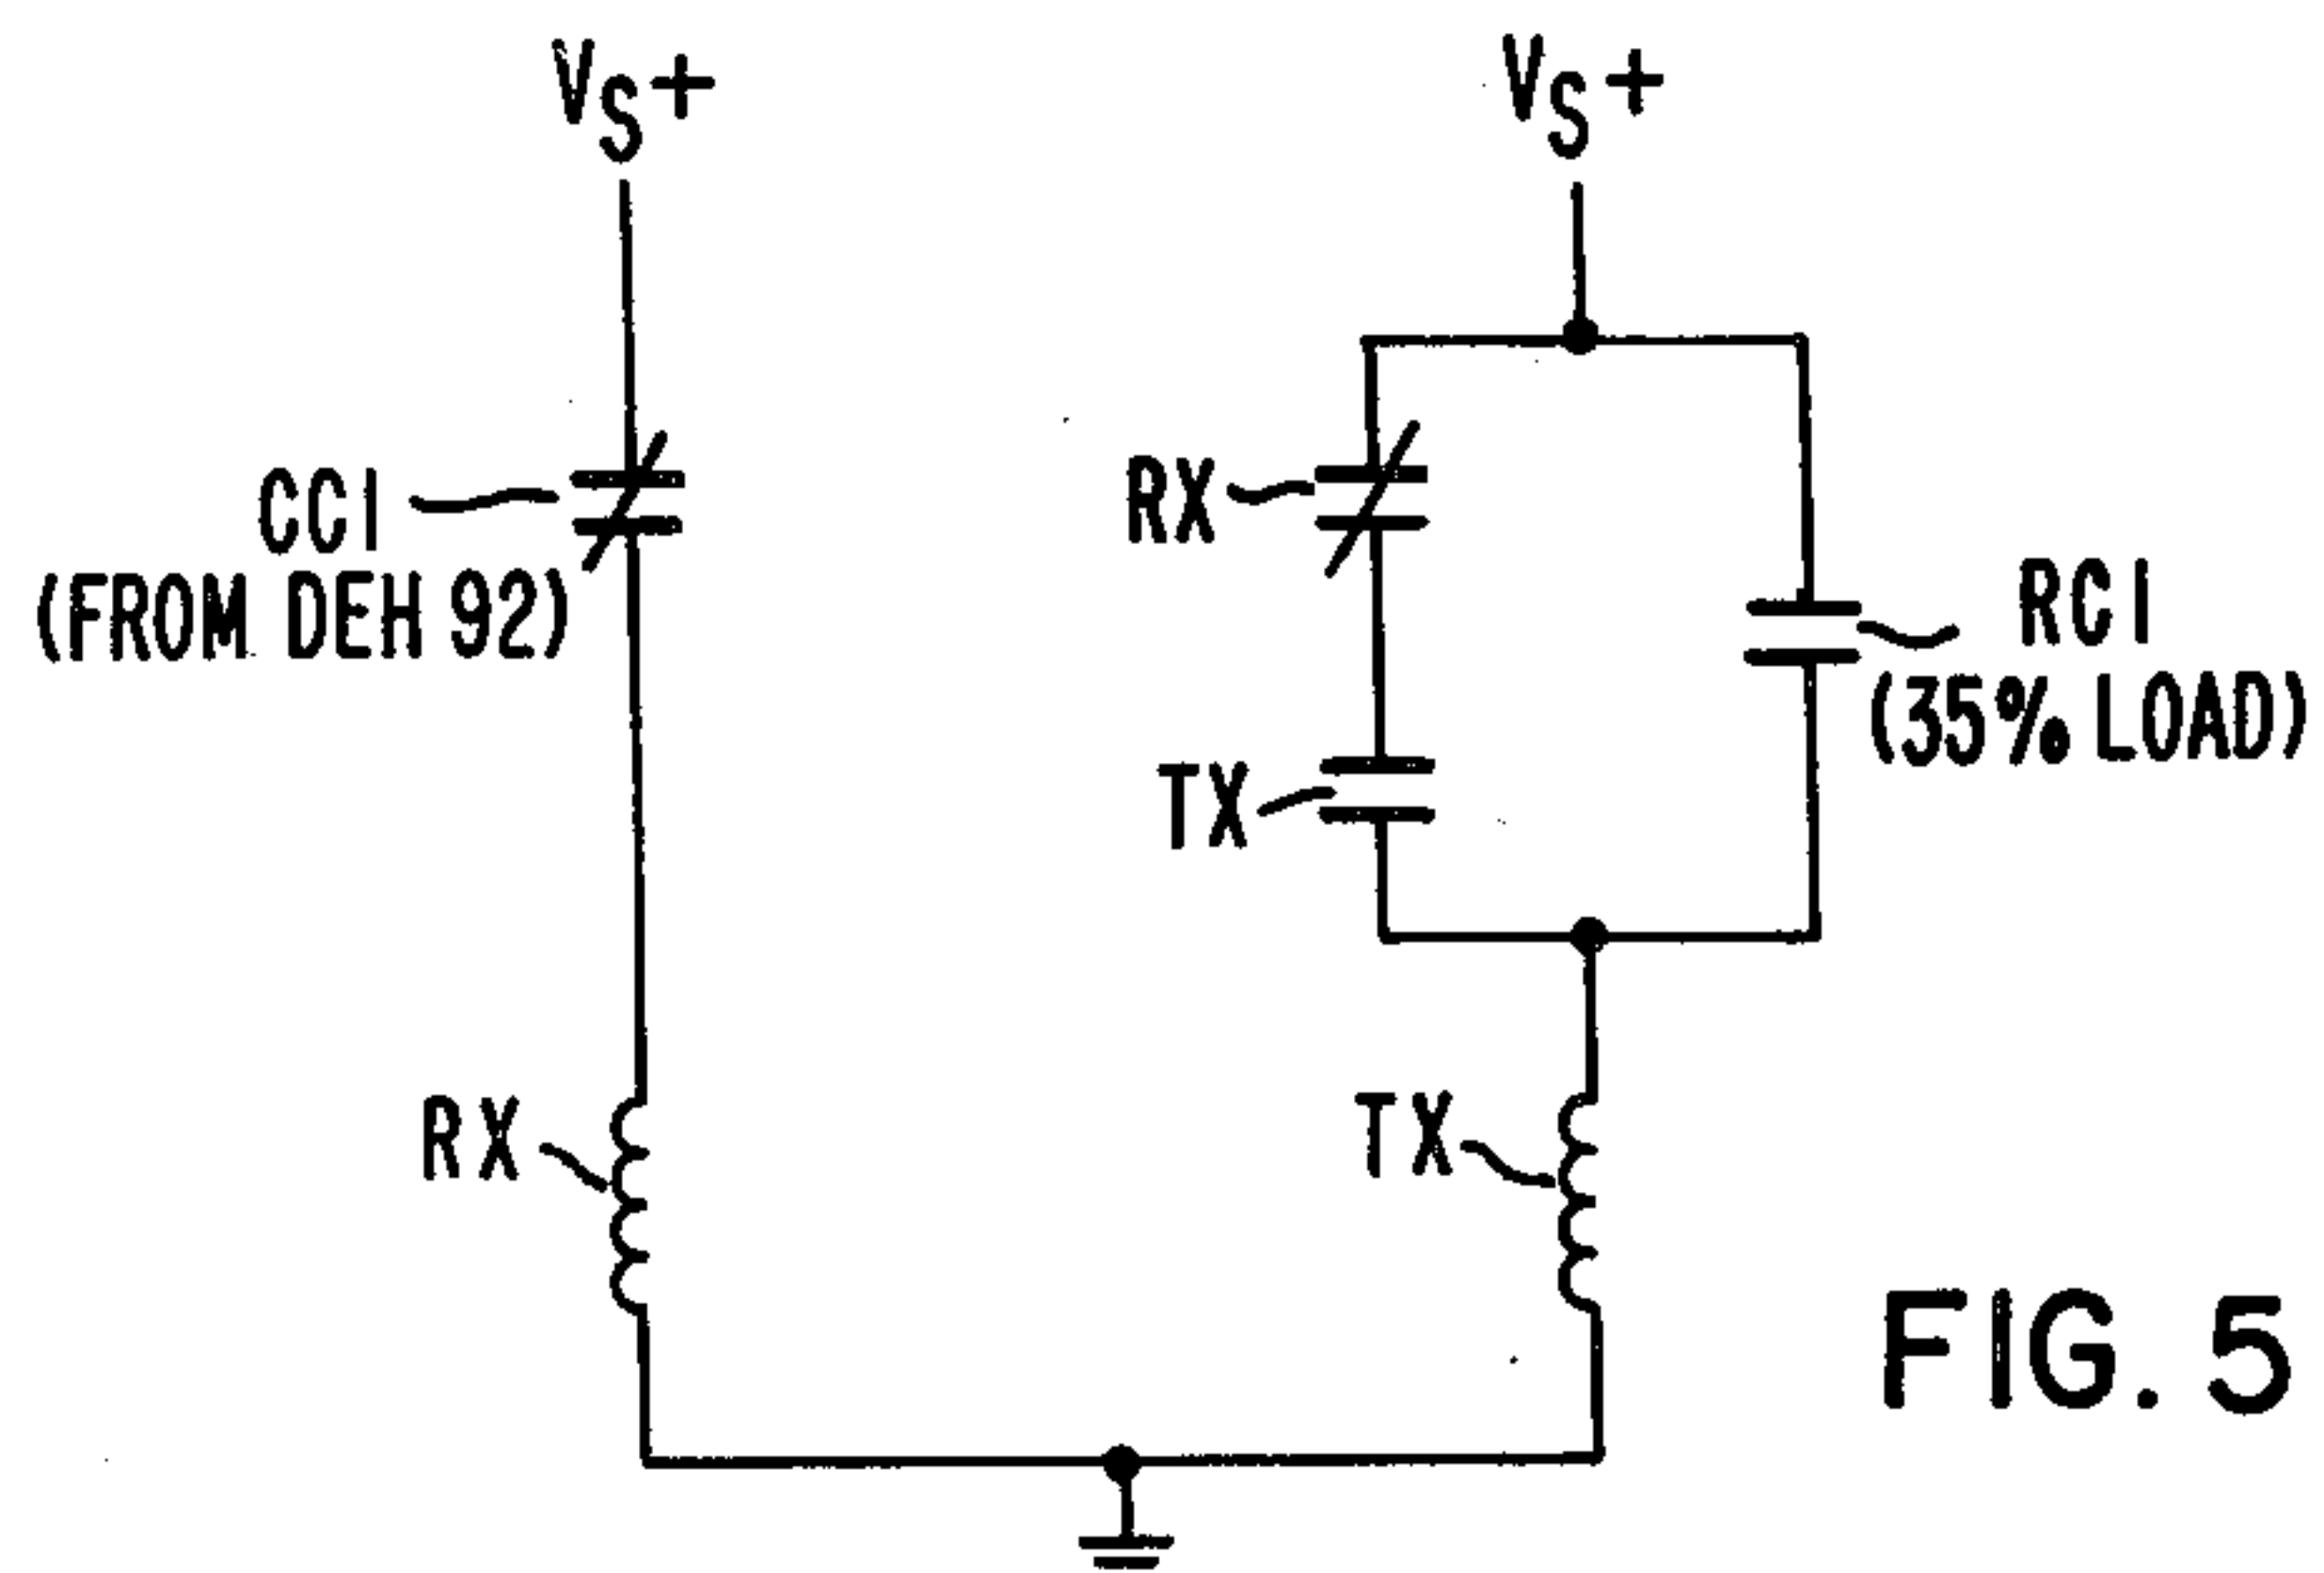 VS+
VS+
CC1
(FROM DEH 92)
RX
TX
RC1
(35% LOAD)
RX
TX
FIG. 5